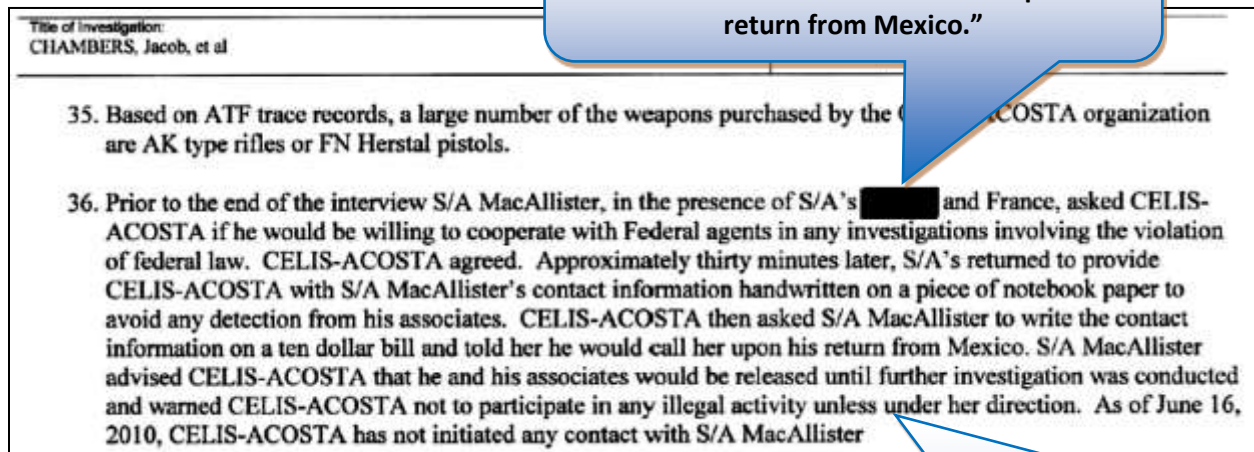 return from Mexico.”
Title of Investigation:
CHAMBERS, Jacob, et al
35. Based on ATF trace records, a large number of the weapons purchased by the COSTA organization
are AK type rifles or FN Herstal pistols.
36. Prior to the end of the interview S/A MacAllister, in the presence of S/A's and France, asked CELIS-
ACOSTA if he would be willing to cooperate with Federal agents in any investigations involving the violation
of federal law. CELIS-ACOSTA agreed. Approximately thirty minutes later, S/A's returned to provide
CELIS-ACOSTA with S/A MacAllister's contact information handwritten on a piece of notebook paper to
avoid any detection from his associates. CELIS-ACOSTA then asked S/A MacAllister to write the contact
information on a ten dollar bill and told her he would call her upon his return from Mexico. S/A MacAllister
advised CELIS-ACOSTA that he and his associates would be released until further investigation was conducted
and warned CELIS-ACOSTA not to participate in any illegal activity unless under her direction. As of June 16,
2010, CELIS-ACOSTA has not initiated any contact with S/A MacAllister